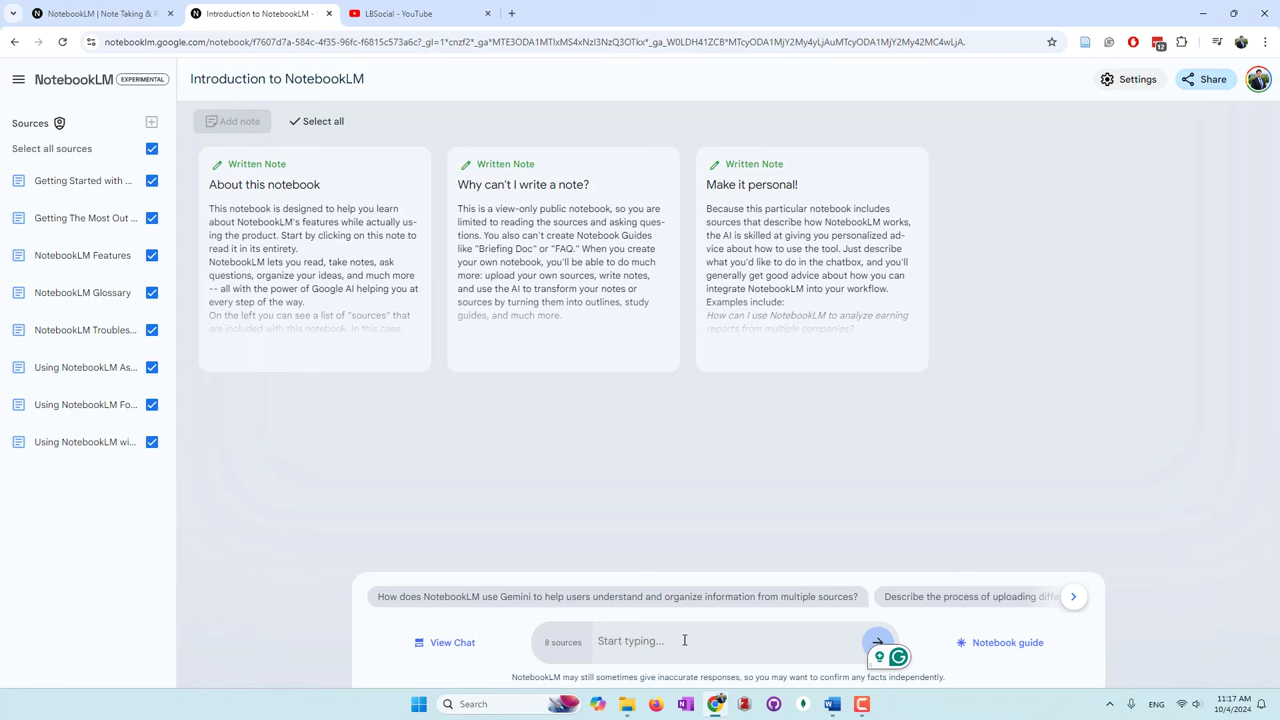 NotebookLM | Note Taking & R
Introduction to NotebookLM -
LBSocial - YouTube
notebooklm.google.com/notebook/f7607d7a-584c-4f35-96fc-f6815c573a6c?_gl=1*cnzf2*_ga*MTE3ODA1MTIxMS4xNzI3NzQ3OTkx*_ga_W0LDH41ZCB*MTcyODA1MjY2My4yLjAuMTcyODA1MjY2My42MC4wLjA.
NotebookLM EXPERIMENTAL
Introduction to NotebookLM
Settings
Share
Sources
Select all sources
Getting Started with ...
Getting The Most Out ...
NotebookLM Features
NotebookLM Glossary
NotebookLM Troubles...
Using NotebookLM As...
Using NotebookLM Fo...
Using NotebookLM wi...
Add note
Select all
Written Note
About this notebook
This notebook is designed to help you learn
about NotebookLM's features while actually us-
ing the product. Start by clicking on this note to
read it in its entirety.
NotebookLM lets you read, take notes, ask
questions, organize your ideas, and much more
-- all with the power of Google AI helping you at
every step of the way.
On the left you can see a list of "sources" that
are included with this notebook. In this case,
Written Note
Why can't I write a note?
This is a view-only public notebook, so you are
limited to reading the sources and asking ques-
tions. You also can't create Notebook Guides
like "Briefing Doc" or "FAQ." When you create
your own notebook, you'll be able to do much
more: upload your own sources, write notes,
and use the AI to transform your notes or
sources by turning them into outlines, study
guides, and much more.
Written Note
Make it personal!
Because this particular notebook includes
sources that describe how NotebookLM works,
the AI is skilled at giving you personalized ad-
vice about how to use the tool. Just describe
what you'd like to do in the chatbox, and you'll
generally get good advice about how you can
integrate NotebookLM into your workflow.
Examples include:
How can I use NotebookLM to analyze earning
reports from multiple companies?
How does NotebookLM use Gemini to help users understand and organize information from multiple sources?
Describe the process of uploading diffe
View Chat
8 sources
Start typing...
Notebook guide
NotebookLM may still sometimes give inaccurate responses, so you may want to confirm any facts independently.
Search
ENG
11:17 AM
10/4/2024
12